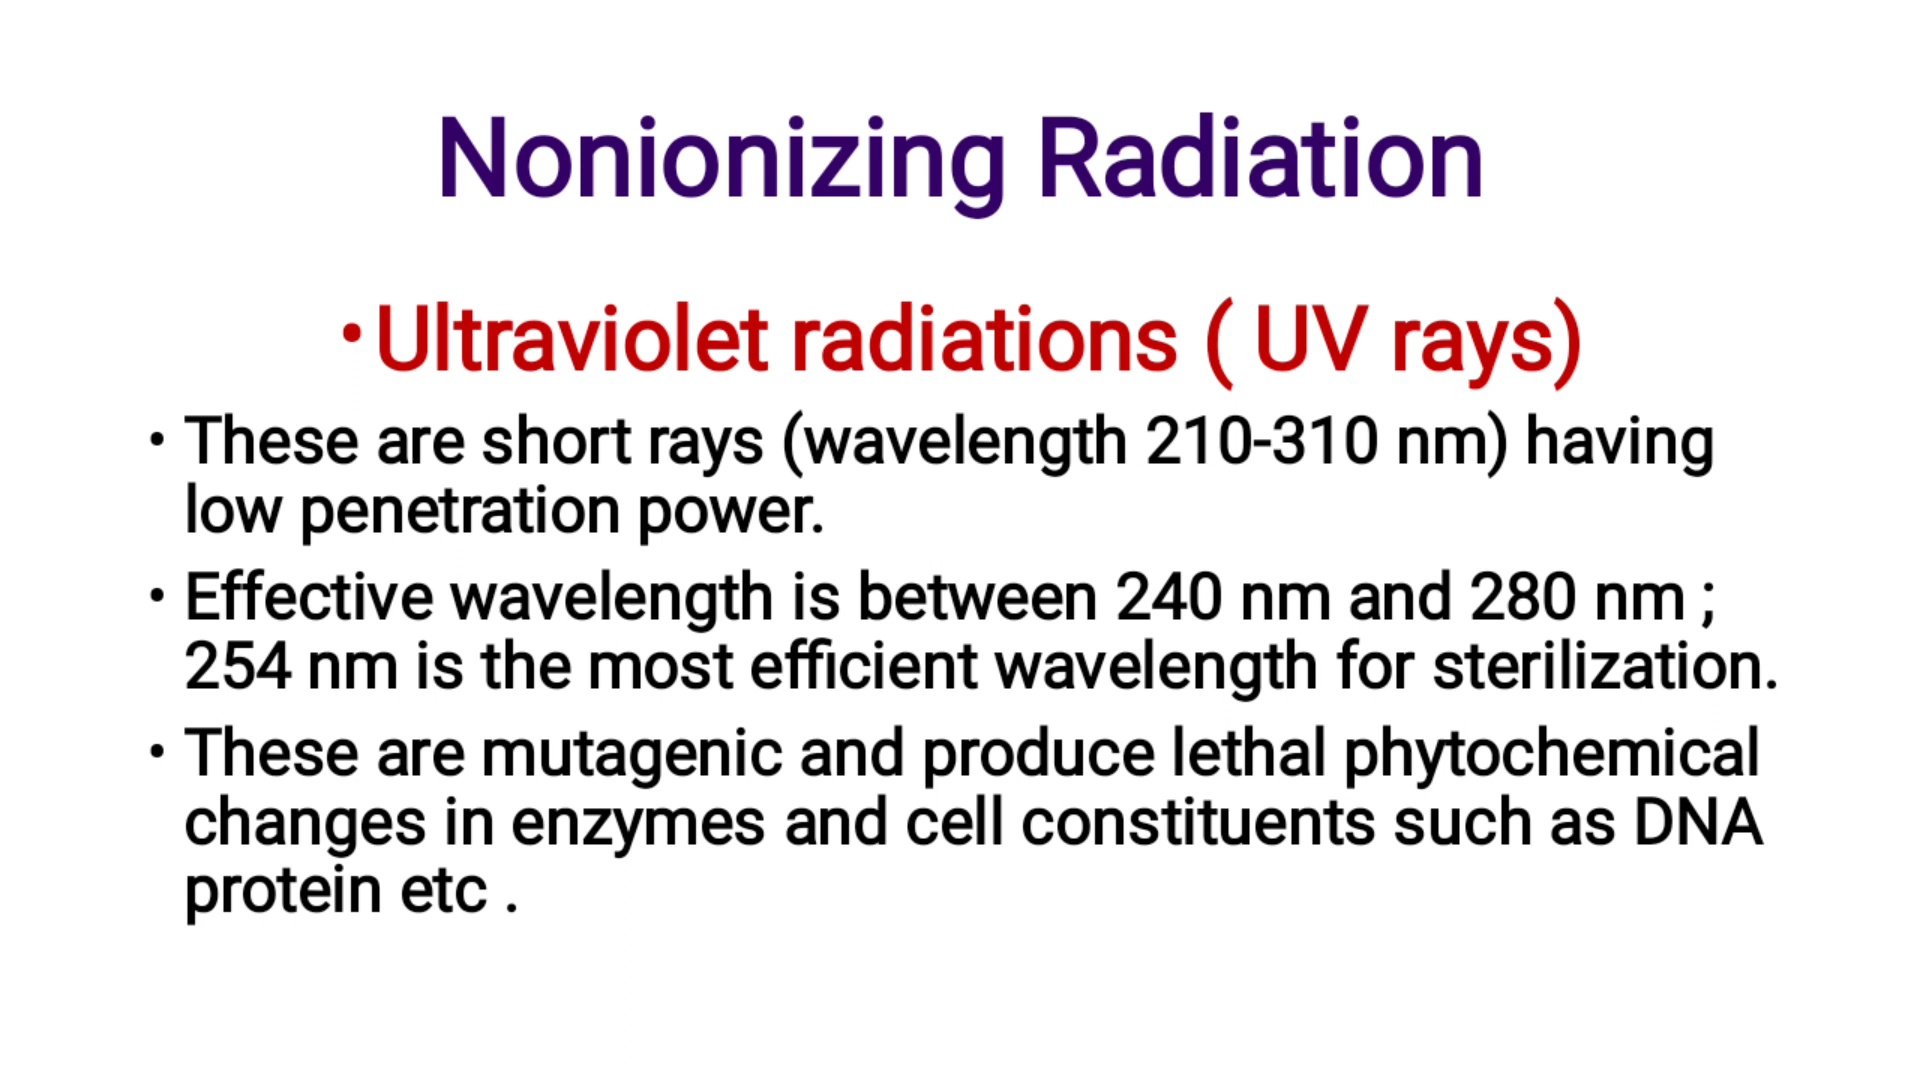 Nonionizing Radiation
• Ultraviolet radiations ( UV rays)
• These are short rays (wavelength 210-310 nm) having
low penetration power.
• Effective wavelength is between 240 nm and 280 nm ;
254 nm is the most efficient wavelength for sterilization.
• These are mutagenic and produce lethal phytochemical
changes in enzymes and cell constituents such as DNA
protein etc .